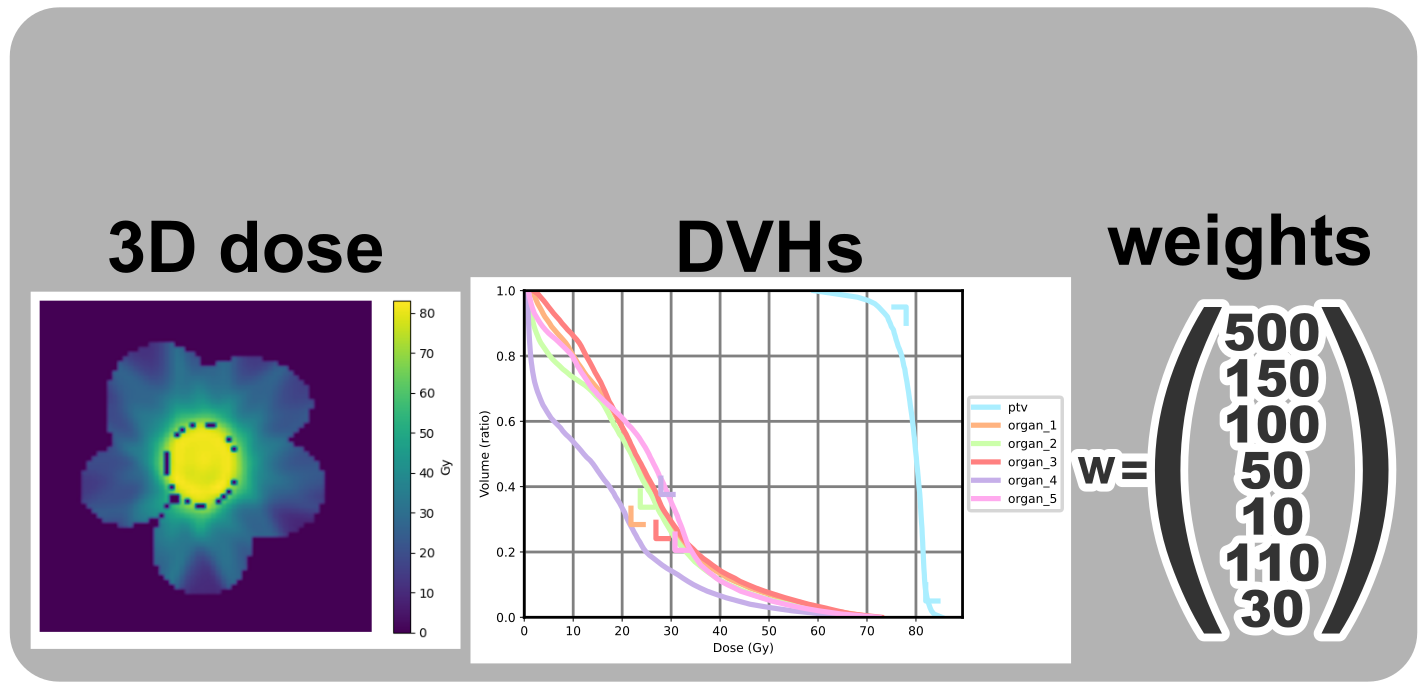 3D dose
DVHs
weights
80
70
60
50
40
30
20
10
0
Gy
1.0
0.8
0.6
0.4
0.2
0.0
Volume (ratio)
0 10 20 30 40 50 60 70 80
Dose (Gy)
ptv
organ_1
organ_2
organ_3
organ_4
organ_5
w=
500
150
100
50
10
110
30